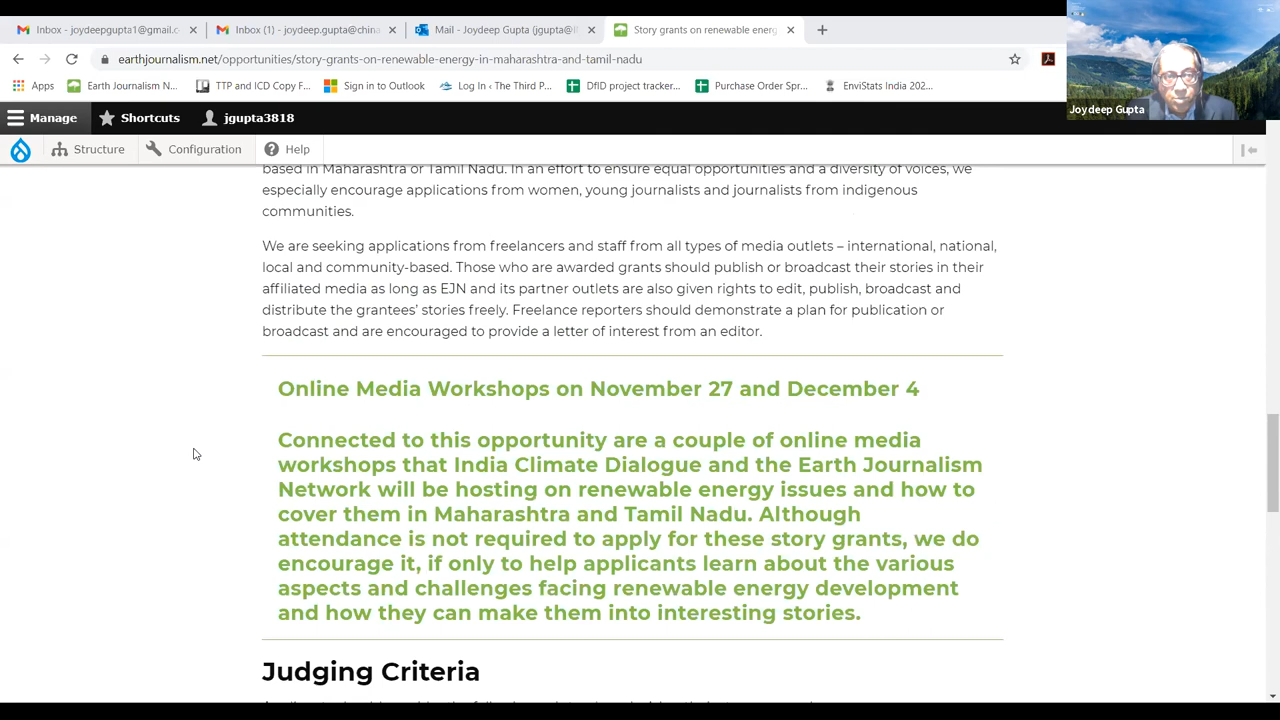 Inbox - joydeepgupta1@gmail.c
Inbox (1) - joydeep.gupta@china
Mail - Joydeep Gupta (jgupta@I
Story grants on renewable energ
earthjournalism.net/opportunities/story-grants-on-renewable-energy-in-maharashtra-and-tamil-nadu
Apps
Earth Journalism N...
TTP and ICD Copy F...
Sign in to Outlook
Log In ‹ The Third P...
DfID project tracker...
Purchase Order Spr...
EnviStats India 202...
Joydeep Gupta
Manage
Shortcuts
jgupta3818
Structure
Configuration
Help
based in Maharashtra or Tamil Nadu. In an effort to ensure equal opportunities and a diversity of voices, we
especially encourage applications from women, young journalists and journalists from indigenous
communities.
We are seeking applications from freelancers and staff from all types of media outlets – international, national,
local and community-based. Those who are awarded grants should publish or broadcast their stories in their
affiliated media as long as EJN and its partner outlets are also given rights to edit, publish, broadcast and
distribute the grantees’ stories freely. Freelance reporters should demonstrate a plan for publication or
broadcast and are encouraged to provide a letter of interest from an editor.
Online Media Workshops on November 27 and December 4
Connected to this opportunity are a couple of online media
workshops that India Climate Dialogue and the Earth Journalism
Network will be hosting on renewable energy issues and how to
cover them in Maharashtra and Tamil Nadu. Although
attendance is not required to apply for these story grants, we do
encourage it, if only to help applicants learn about the various
aspects and challenges facing renewable energy development
and how they can make them into interesting stories.
Judging Criteria